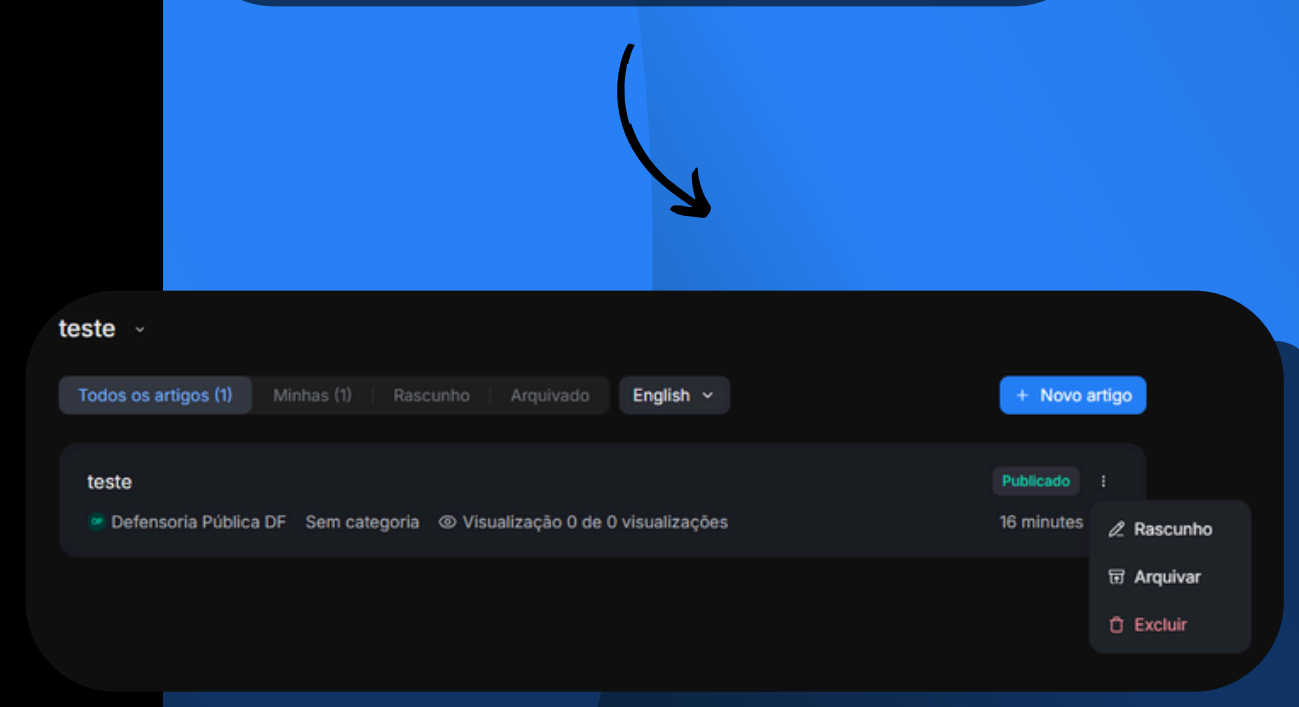 teste
Todos os artigos (1) Minhas (1) Rascunho Arquivado English + Novo artigo
teste Publicado
DP Defensoria Pública DF Sem categoria Visualização 0 de 0 visualizações 16 minutes
Rascunho
Arquivar
Excluir